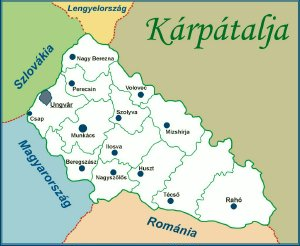 Lengyelország
Kárpátalja
Szlovákia
Nagy Berezna
Perecsin
Volovec
Ungvár
Csap
Szolyva
Munkács
Mizshirja
Ilosva
Beregszász
Nagyszőlős
Huszt
Magyarország
Técső
Rahó
Románia